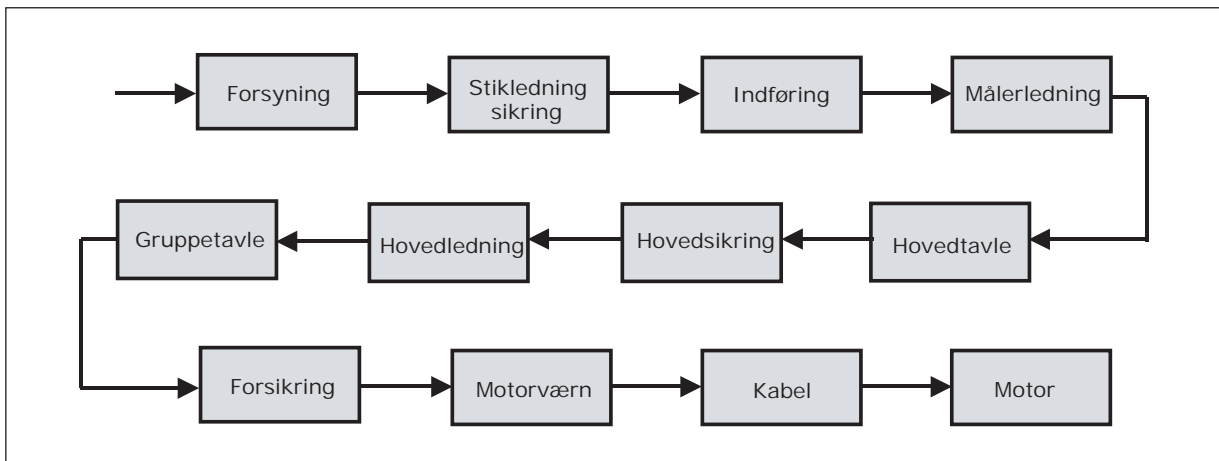 Forsyning
Stikledning
sikring
Indføring
Målerledning
Gruppetavle
Hovedledning
Hovedsikring
Hovedtavle
Forsikring
Motorværn
Kabel
Motor